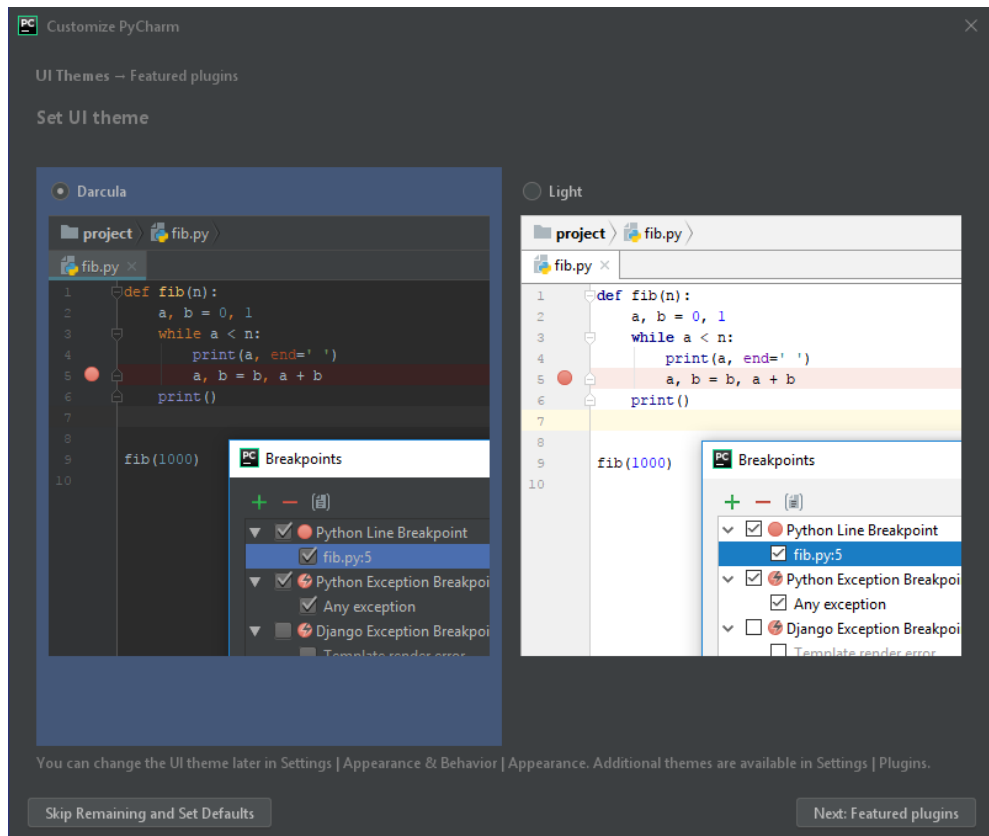 PC Customize PyCharm
UI Themes → Featured plugins
Set UI theme
Darcula
project fib.py
fib.py
1 def fib(n):
2 a, b = 0, 1
3 while a < n:
4 print(a, end=' ')
5 a, b = b, a + b
6 print()
7
8
9 fib(1000)
10
PC Breakpoints
Python Line Breakpoint
fib.py:5
Python Exception Breakpoi
Any exception
Django Exception Breakpoi
Template render error
Light
project fib.py
fib.py
1 def fib(n):
2 a, b = 0, 1
3 while a < n:
4 print(a, end=' ')
5 a, b = b, a + b
6 print()
7
8
9 fib(1000)
10
PC Breakpoints
Python Line Breakpoint
fib.py:5
Python Exception Breakpoi
Any exception
Django Exception Breakpoi
Template render error
You can change the UI theme later in Settings | Appearance & Behavior | Appearance. Additional themes are available in Settings | Plugins.
Skip Remaining and Set Defaults
Next: Featured plugins